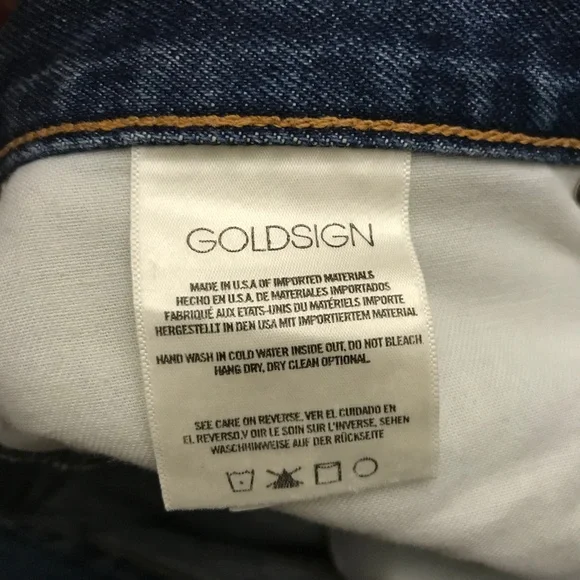 GOLDSIGN
MADE IN U.S.A OF IMPORTED MATERIALS
HECHO EN U.S.A. DE MATERIALES IMPORTADOS
FABRIQUÉ AUX ETATS-UNIS DU MATÉRIELS IMPORTE
HERGESTELLT IN DEN USA MIT IMPORTIERTEM MATERIAL
HAND WASH IN COLD WATER INSIDE OUT, DO NOT BLEACH
HANG DRY, DRY CLEAN OPTIONAL.
SEE CARE ON REVERSE. VER EL CUIDADO EN
EL REVERSO,V OIR LE SOIN SUR L'INVERSE, SEHEN
WASCHHINWEISE AUF DER RÜCKSEITE